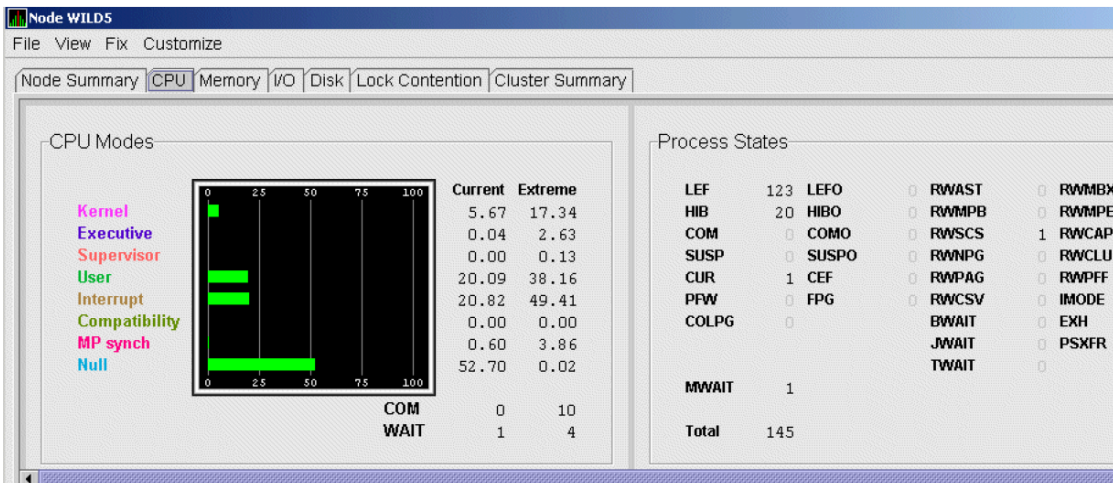 Node WILD5
File View Fix Customize
Node Summary CPU Memory I/O Disk Lock Contention Cluster Summary
CPU Modes
0 25 50 75 100 Current Extreme
Kernel 5.67 17.34
Executive 0.04 2.63
Supervisor 0.00 0.13
User 20.09 38.16
Interrupt 20.82 49.41
Compatibility 0.00 0.00
MP synch 0.60 3.86
Null 52.70 0.02
0 25 50 75 100
COM 0 10
WAIT 1 4
Process States
LEF 123 LEFO 0 RWAST 0 RWMBX
HIB 20 HIBO 0 RWMPB 0 RWMPE
COM 0 COMO 0 RWSCS 1 RWCAP
SUSP 0 SUSPO 0 RWNPG 0 RWCLU
CUR 1 CEF 0 RWPAG 0 RWPFF
PFW 0 FPG 0 RWCSV 0 IMODE
COLPG 0 BWAIT 0 EXH
JWAIT 0 PSXFR
TWAIT 0
MWAIT 1
Total 145